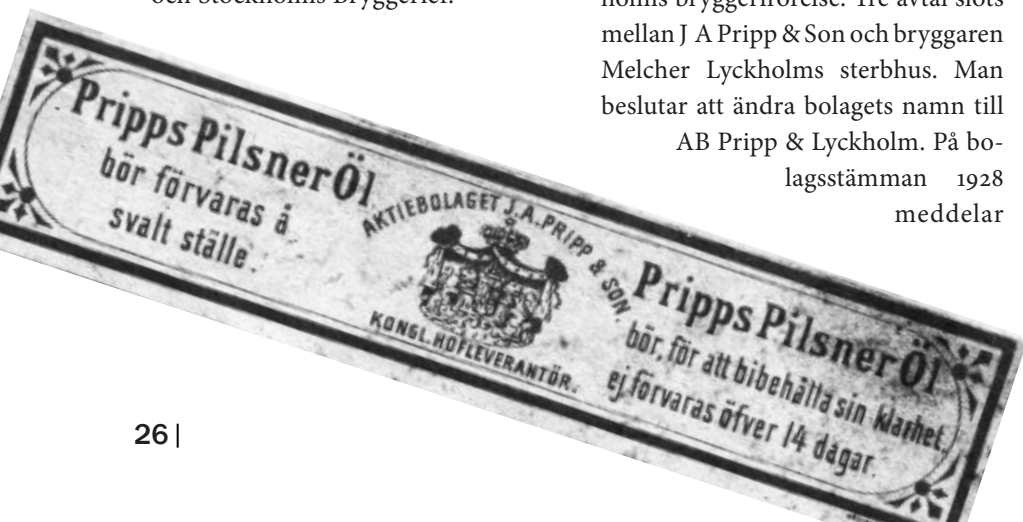 och Stockholms Bryggerier.
holms bryggerirörelse. Tre avtal slöts
mellan J A Pripp & Son och bryggaren
Melcher Lyckholms sterbhus. Man
beslutar att ändra bolagets namn till
AB Pripp & Lyckholm. På bo-
lagsstämman 1928
meddelar
Pripps Pilsner Öl
bör förvaras å
svalt ställe.
AKTIEBOLAGET J.A. PRIPP & SON.
KONGL. HOFLEVERANTÖR.
Pripps Pilsner Öl
bör, för att bibehålla sin klarhet,
ej förvaras öfver 14 dagar.
26 |